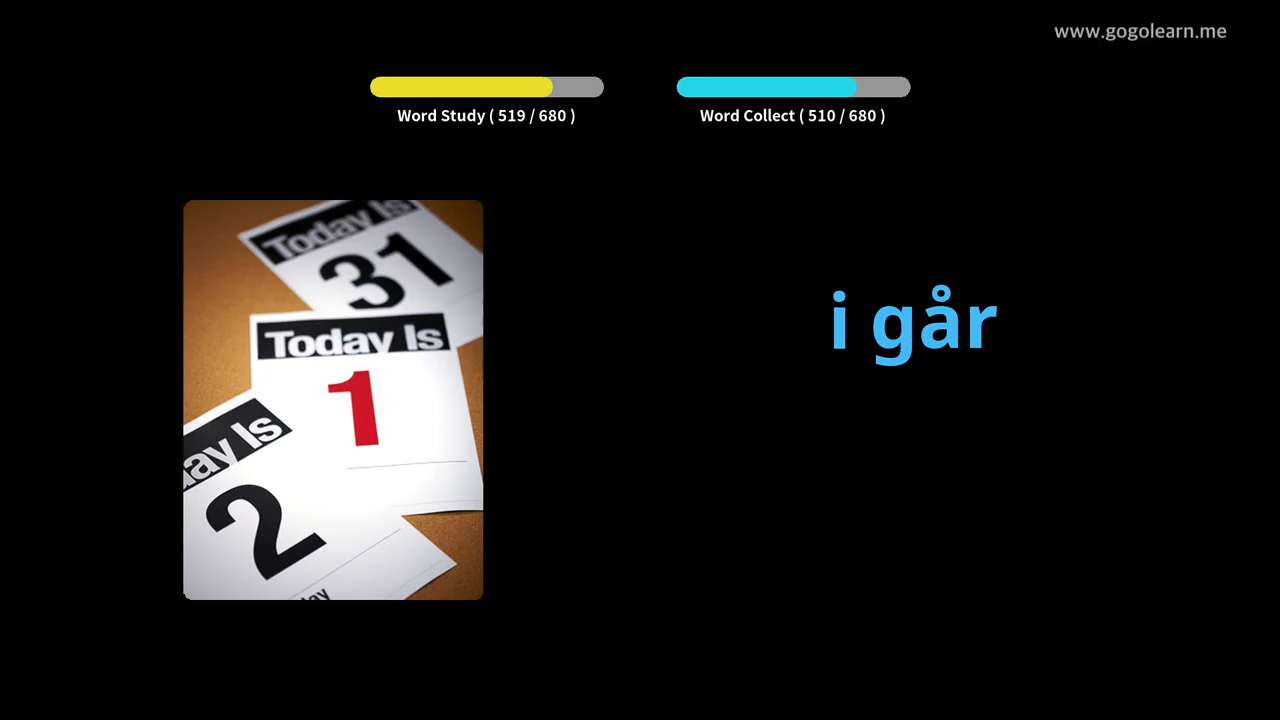 www.gogolearn.me
Word Study ( 519 / 680 )
Word Collect ( 510 / 680 )
Today Is
31
Today Is
1
ay Is
2
ay
i går